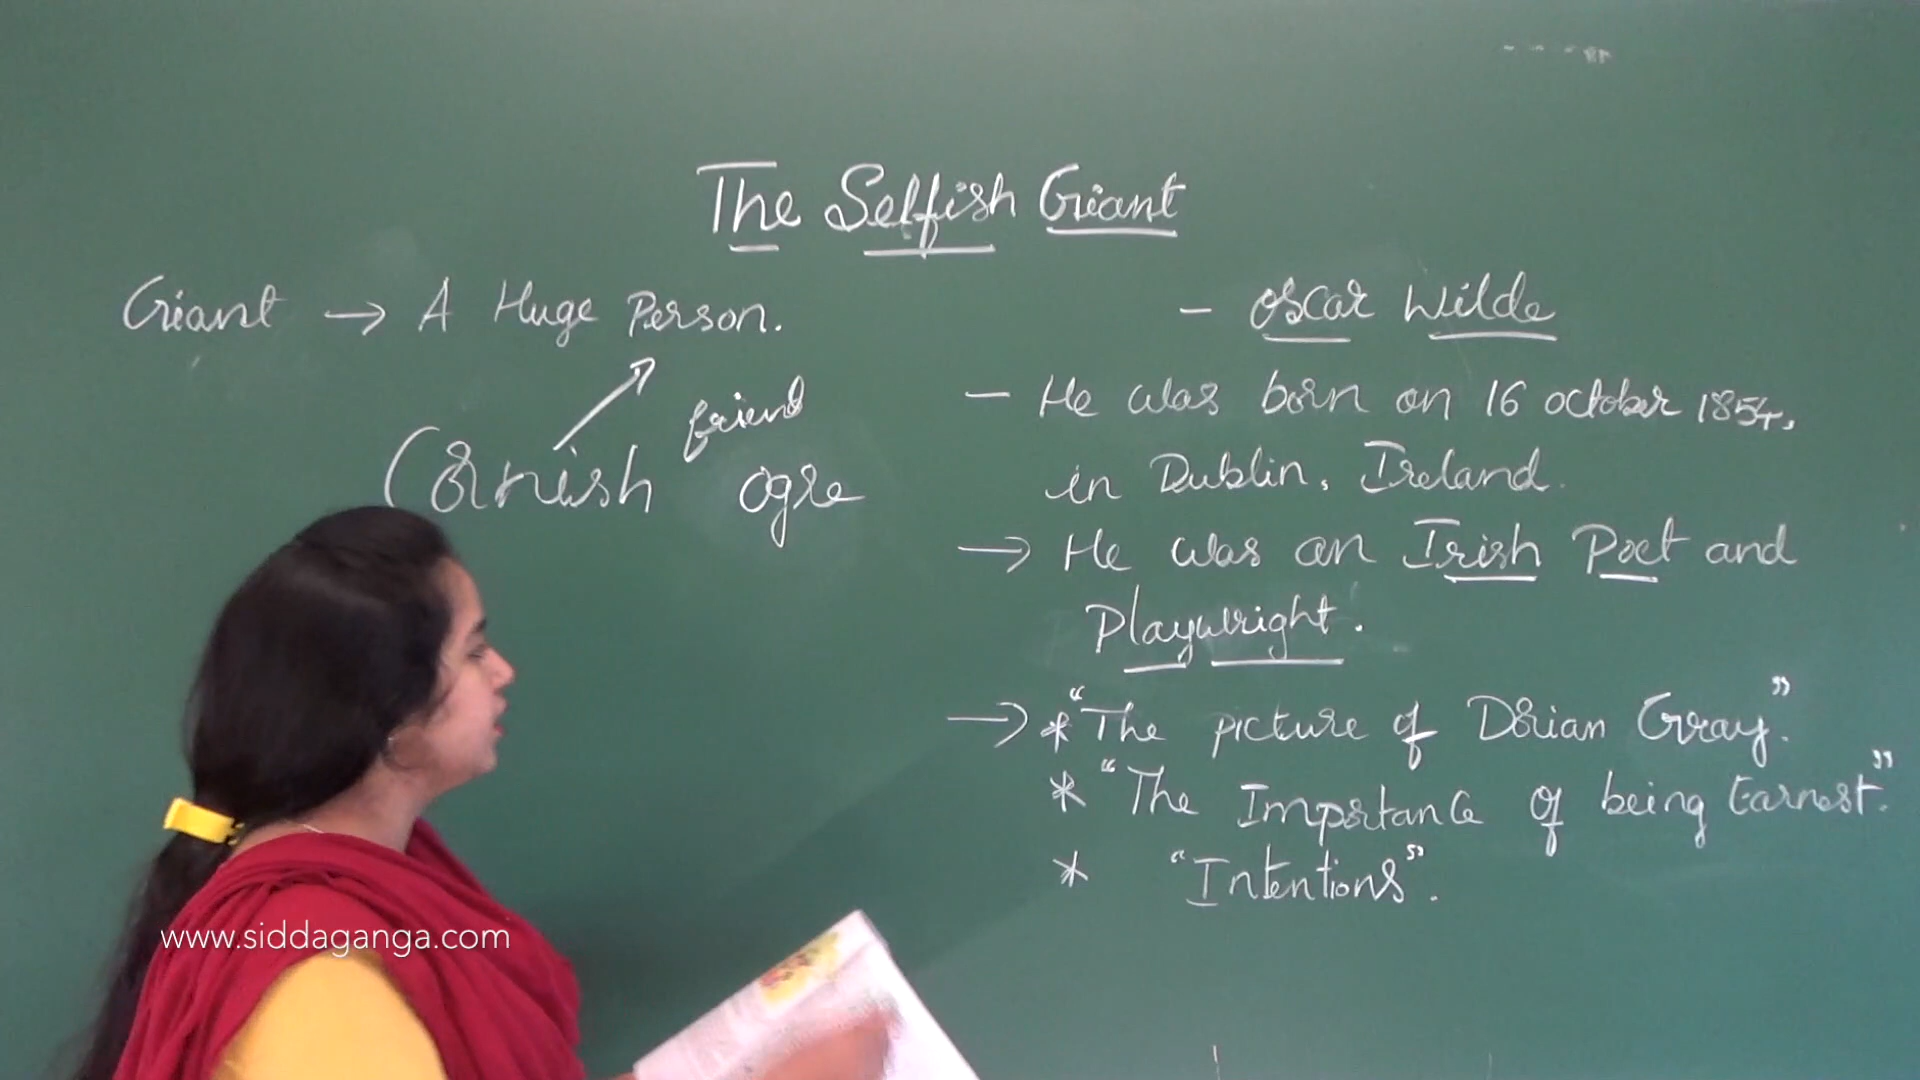 The Selfish Giant
Giant → A Huge Person.
friend
Cornish ogre
- Oscar Wilde
- He was born on 16 october 1854,
in Dublin, Ireland.
→ He was an Irish Poet and
Playwright.
→ * "The picture of Dorian Gray".
* "The Importance of being Earnest".
* "Intentions".
www.siddaganga.com